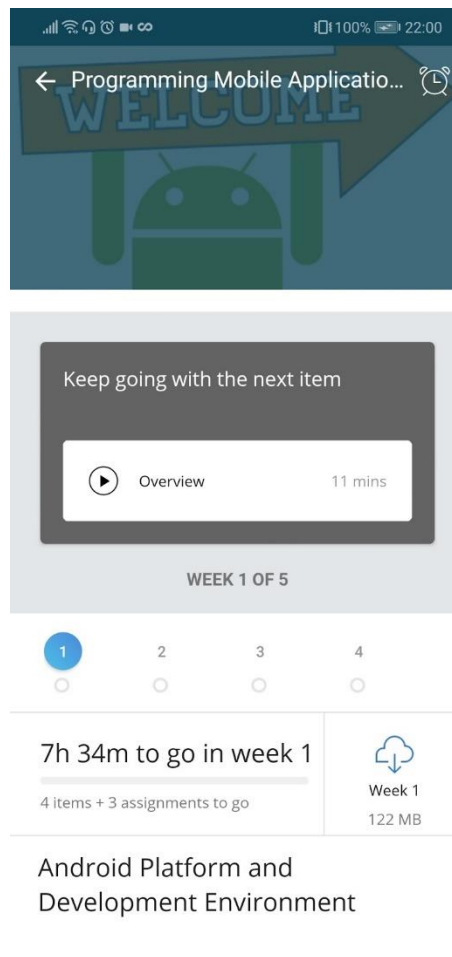 100% 22:00
Programming Mobile Applicatio...
WELCOME
Keep going with the next item
Overview 11 mins
WEEK 1 OF 5
1 2 3 4
7h 34m to go in week 1
4 items + 3 assignments to go
Week 1
122 MB
Android Platform and
Development Environment